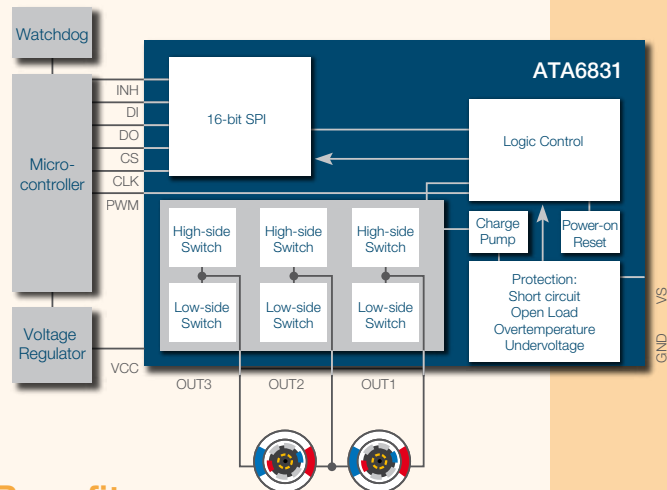 Watchdog
ATA6831
INH
DI
DO
CS
CLK
PWM
16-bit SPI
Logic Control
Micro-
controller
High-side
Switch
High-side
Switch
High-side
Switch
Charge
Pump
Power-on
Reset
Low-side
Switch
Low-side
Switch
Low-side
Switch
Protection:
Short circuit
Open Load
Overtemperature
Undervoltage
VS
GND
Voltage
Regulator
VCC
OUT3
OUT2
OUT1